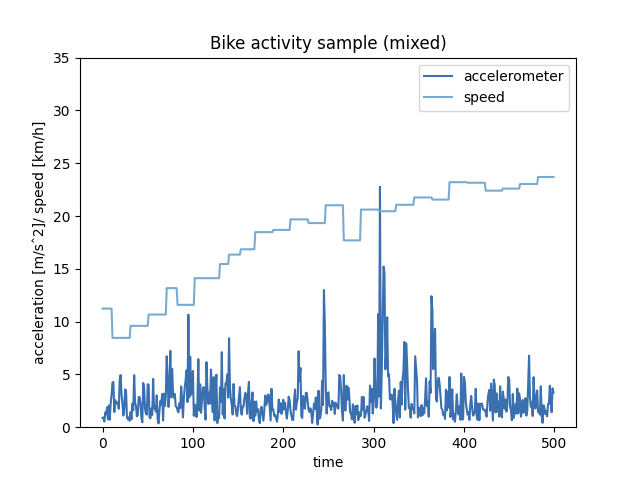 Bike activity sample (mixed)
accelerometer
speed
35
30
25
20
15
10
5
0
acceleration [m/sˆ2]/ speed [km/h]
0 100 200 300 400 500
time